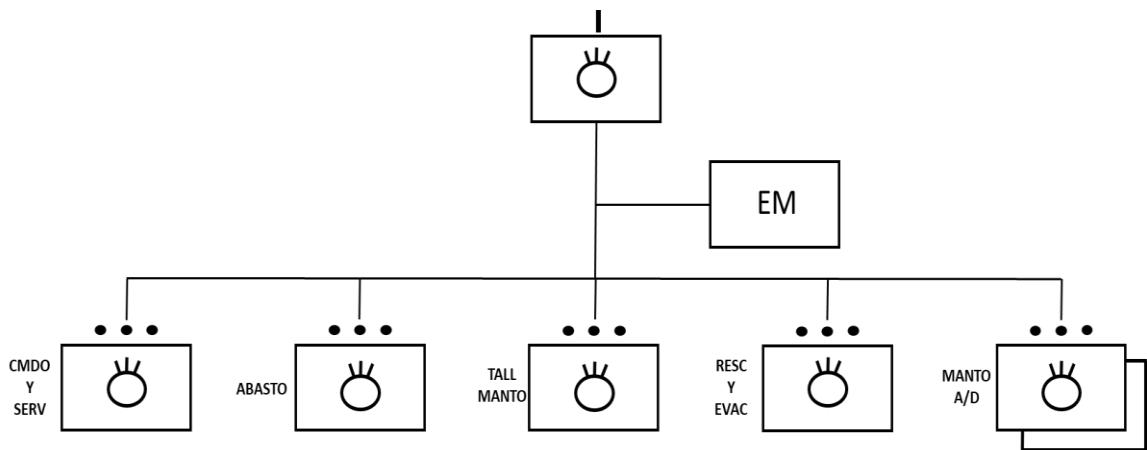 EM
CMDO
Y
SERV
ABASTO
TALL
MANTO
RESC
Y
EVAC
MANTO
A/D